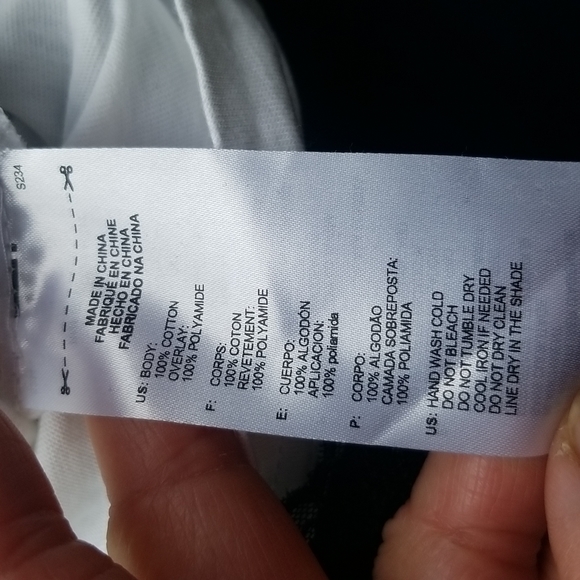 S234
MADE IN CHINA
FABRIQUÉ EN CHINE
HECHO EN CHINA
FABRICADO NA CHINA
US: BODY:
100% COTTON
OVERLAY:
100% POLYAMIDE
F: CORPS:
100% COTON
REVETEMENT:
100% POLYAMIDE
E: CUERPO:
100% ALGODÓN
APLICACION:
100% poliamida
P: CORPO:
100% ALGODAO
CAMADA SOBREPOSTA:
100% POLIAMIDA
US: HAND WASH COLD
DO NOT BLEACH
DO NOT TUMBLE DRY
COOL IRON IF NEEDED
DO NOT DRY CLEAN
LINE DRY IN THE SHADE